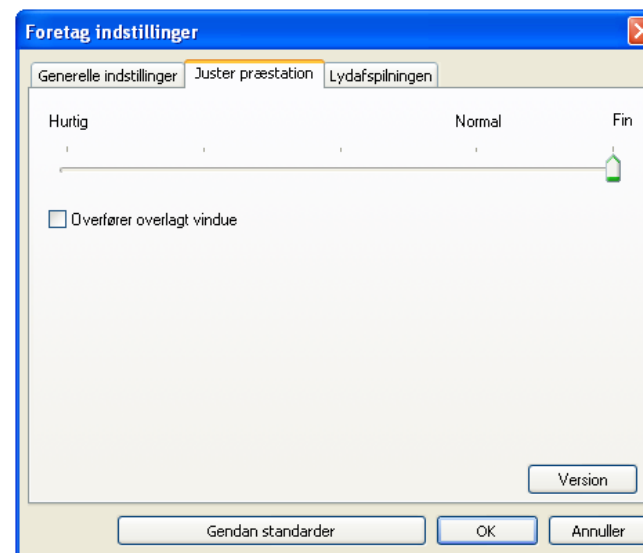 Foretag indstillinger
Generelle indstillinger Juster præstation Lydafspilningen
Hurtig Normal Fin
Overfører overlagt vindue
Version
Gendan standarder OK Annuller